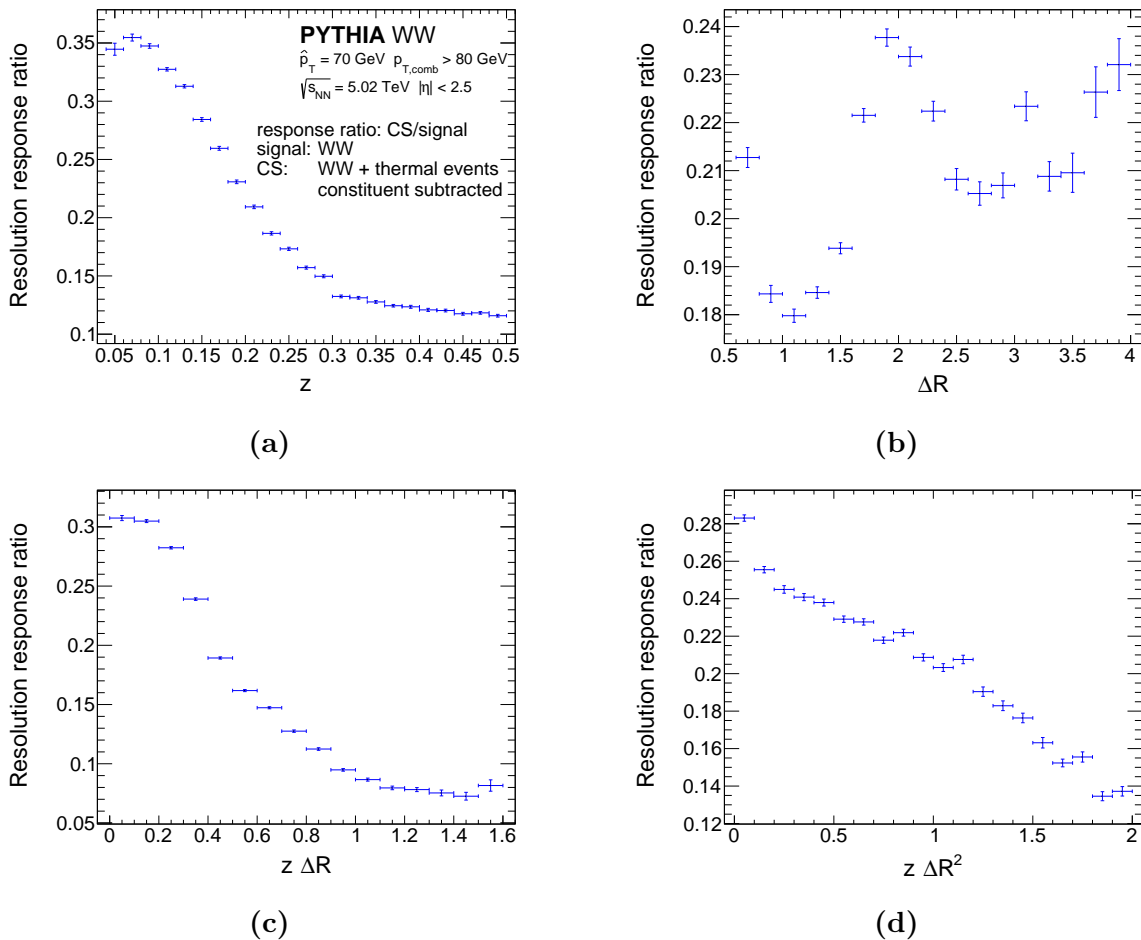 Resolution response ratio
0.35
0.3
0.25
0.2
0.15
0.1
PYTHIA WW
p̂T = 70 GeV pT,comb > 80 GeV
√sNN = 5.02 TeV |η| < 2.5
response ratio: CS/signal
signal: WW
CS: WW + thermal events
constituent subtracted
0.05 0.1 0.15 0.2 0.25 0.3 0.35 0.4 0.45 0.5
z
(a)
Resolution response ratio
0.24
0.23
0.22
0.21
0.2
0.19
0.18
0.5 1 1.5 2 2.5 3 3.5 4
ΔR
(b)
Resolution response ratio
0.3
0.25
0.2
0.15
0.1
0.05
0 0.2 0.4 0.6 0.8 1 1.2 1.4 1.6
z ΔR
(c)
Resolution response ratio
0.28
0.26
0.24
0.22
0.2
0.18
0.16
0.14
0.12
0 0.5 1 1.5 2
z ΔR²
(d)